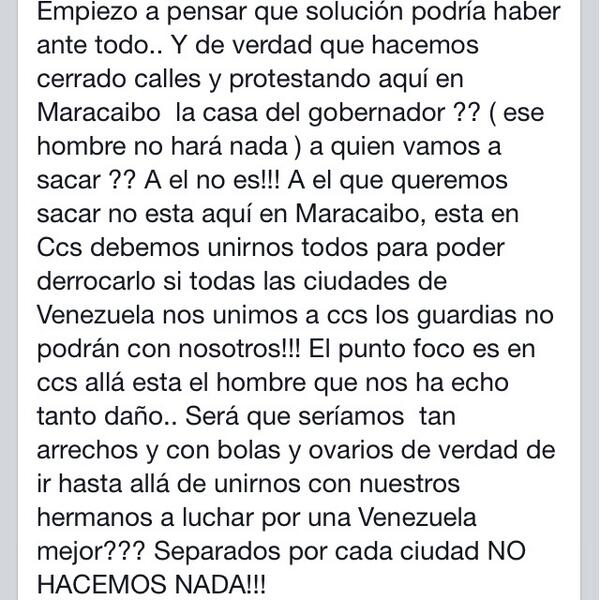 Empiezo a pensar que solución podría haber
ante todo.. Y de verdad que hacemos
cerrado calles y protestando aquí en
Maracaibo  la casa del gobernador ?? ( ese
hombre no hará nada ) a quien vamos a
sacar ?? A el no es!!! A el que queremos
sacar no esta aquí en Maracaibo, esta en
Ccs debemos unirnos todos para poder
derrocarlo si todas las ciudades de
Venezuela nos unimos a ccs los guardias no
podrán con nosotros!!! El punto foco es en
ccs allá esta el hombre que nos ha echo
tanto daño.. Será que seríamos  tan
arrechos y con bolas y ovarios de verdad de
ir hasta allá de unirnos con nuestros
hermanos a luchar por una Venezuela
mejor??? Separados por cada ciudad NO
HACEMOS NADA!!!